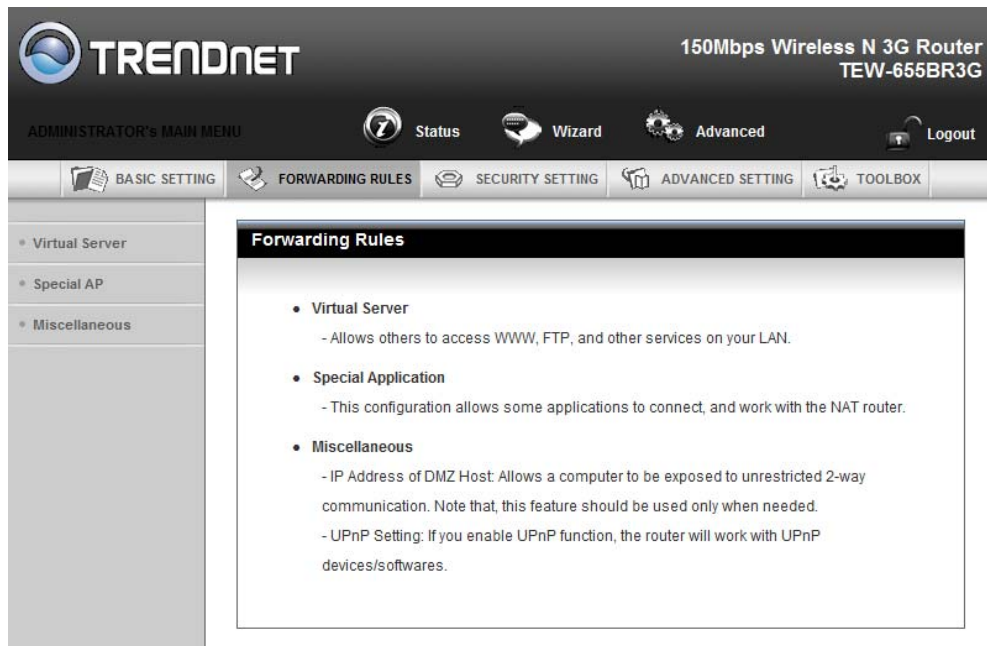 TRENDNET
150Mbps Wireless N 3G Router
TEW-655BR3G
ADMINISTRATOR's MAIN MENU
Status
Wizard
Advanced
Logout
BASIC SETTING
FORWARDING RULES
SECURITY SETTING
ADVANCED SETTING
TOOLBOX
Virtual Server
Special AP
Miscellaneous
Forwarding Rules
• Virtual Server
- Allows others to access WWW, FTP, and other services on your LAN.
• Special Application
- This configuration allows some applications to connect, and work with the NAT router.
• Miscellaneous
- IP Address of DMZ Host: Allows a computer to be exposed to unrestricted 2-way
communication. Note that, this feature should be used only when needed.
- UPnP Setting: If you enable UPnP function, the router will work with UPnP
devices/softwares.